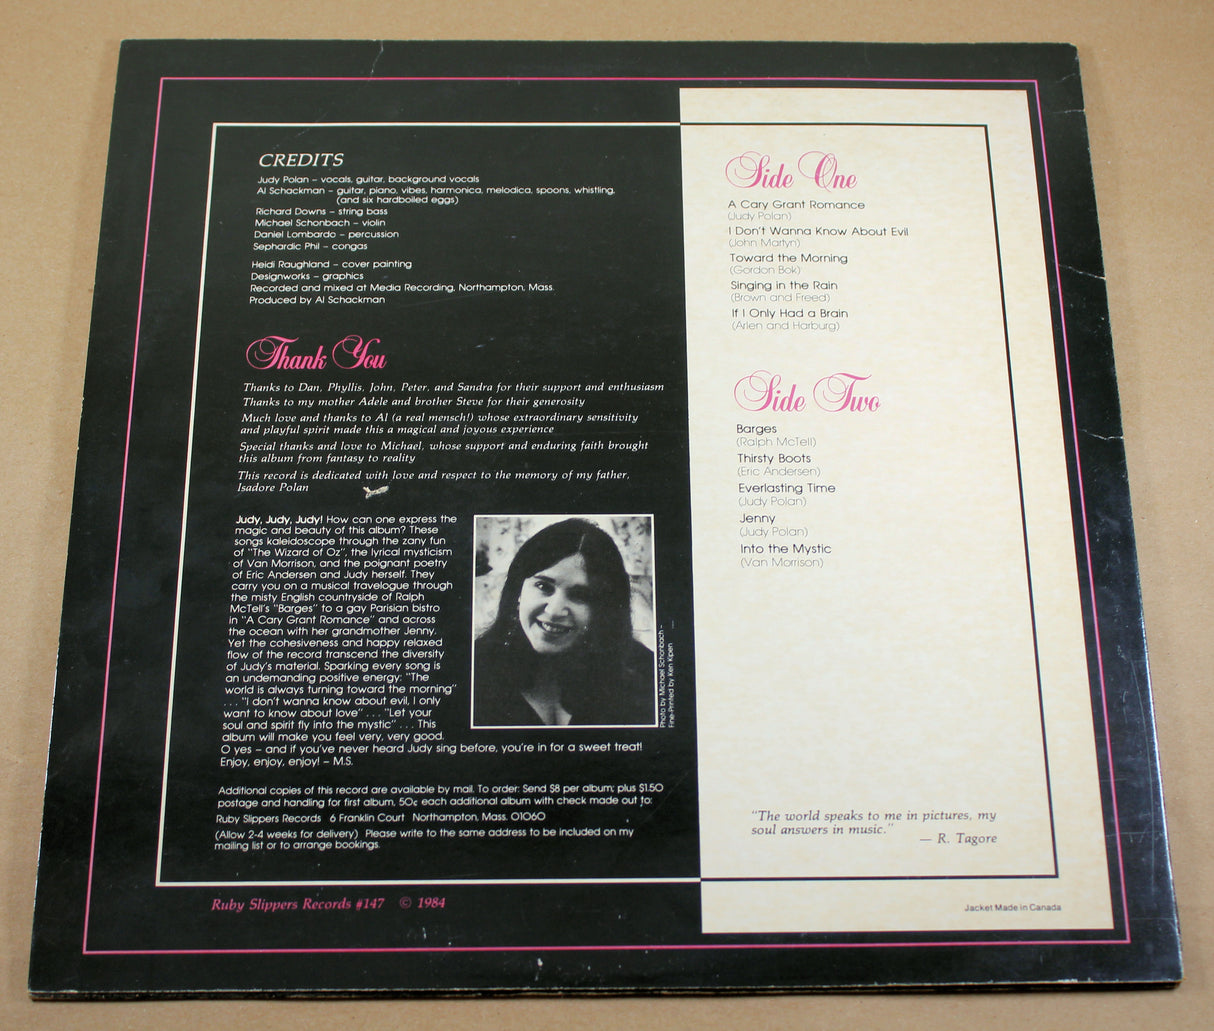 CREDITS
Judy Polan – vocals, guitar, background vocals
Al Schackman – guitar, piano, vibes, harmonica, melodica, spoons, whistling,
(and six hardboiled eggs)
Richard Downs – string bass
Michael Schonbach – violin
Daniel Lombardo – percussion
Sephardic Phil – congas
Heidi Raughland – cover painting
Designworks – graphics
Recorded and mixed at Media Recording, Northampton, Mass.
Produced by Al Schackman
Thank You
Thanks to Dan, Phyllis, John, Peter, and Sandra for their support and enthusiasm
Thanks to my mother Adele and brother Steve for their generosity
Much love and thanks to Al (a real mensch!) whose extraordinary sensitivity
and playful spirit made this a magical and joyous experience
Special thanks and love to Michael, whose support and enduring faith brought
this album from fantasy to reality
This record is dedicated with love and respect to the memory of my father,
Isadore Polan
Judy, Judy, Judy! How can one express the
magic and beauty of this album? These
songs kaleidoscope through the zany fun
of "The Wizard of Oz", the lyrical mysticism
of Van Morrison, and the poignant poetry
of Eric Andersen and Judy herself. They
carry you on a musical travelogue through
the misty English countryside of Ralph
McTell's "Barges" to a gay Parisian bistro
in "A Cary Grant Romance" and across
the ocean with her grandmother Jenny.
Yet the cohesiveness and happy relaxed
flow of the record transcend the diversity
of Judy's material. Sparking every song is
an undemanding positive energy: "The
world is always turning toward the morning"
. . . "I don't wanna know about evil, I only
want to know about love" . . . "Let your
soul and spirit fly into the mystic" . . . This
album will make you feel very, very good.
O yes – and if you've never heard Judy sing before, you're in for a sweet treat!
Enjoy, enjoy, enjoy! – M.S.
Photo by Michael Schonbach –
Fine-Printed by Ken Kipen
Additional copies of this record are available by mail. To order: Send $8 per album; plus $1.50
postage and handling for first album, 50¢ each additional album with check made out to:
Ruby Slippers Records 6 Franklin Court Northampton, Mass. 01060
(Allow 2-4 weeks for delivery) Please write to the same address to be included on my
mailing list or to arrange bookings.
Ruby Slippers Records #147 © 1984
Side One
A Cary Grant Romance
(Judy Polan)
I Don't Wanna Know About Evil
(John Martyn)
Toward the Morning
(Gordon Bok)
Singing in the Rain
(Brown and Freed)
If I Only Had a Brain
(Arlen and Harburg)
Side Two
Barges
(Ralph McTell)
Thirsty Boots
(Eric Andersen)
Everlasting Time
(Judy Polan)
Jenny
(Judy Polan)
Into the Mystic
(Van Morrison)
"The world speaks to me in pictures, my
soul answers in music."
— R. Tagore
Jacket Made in Canada